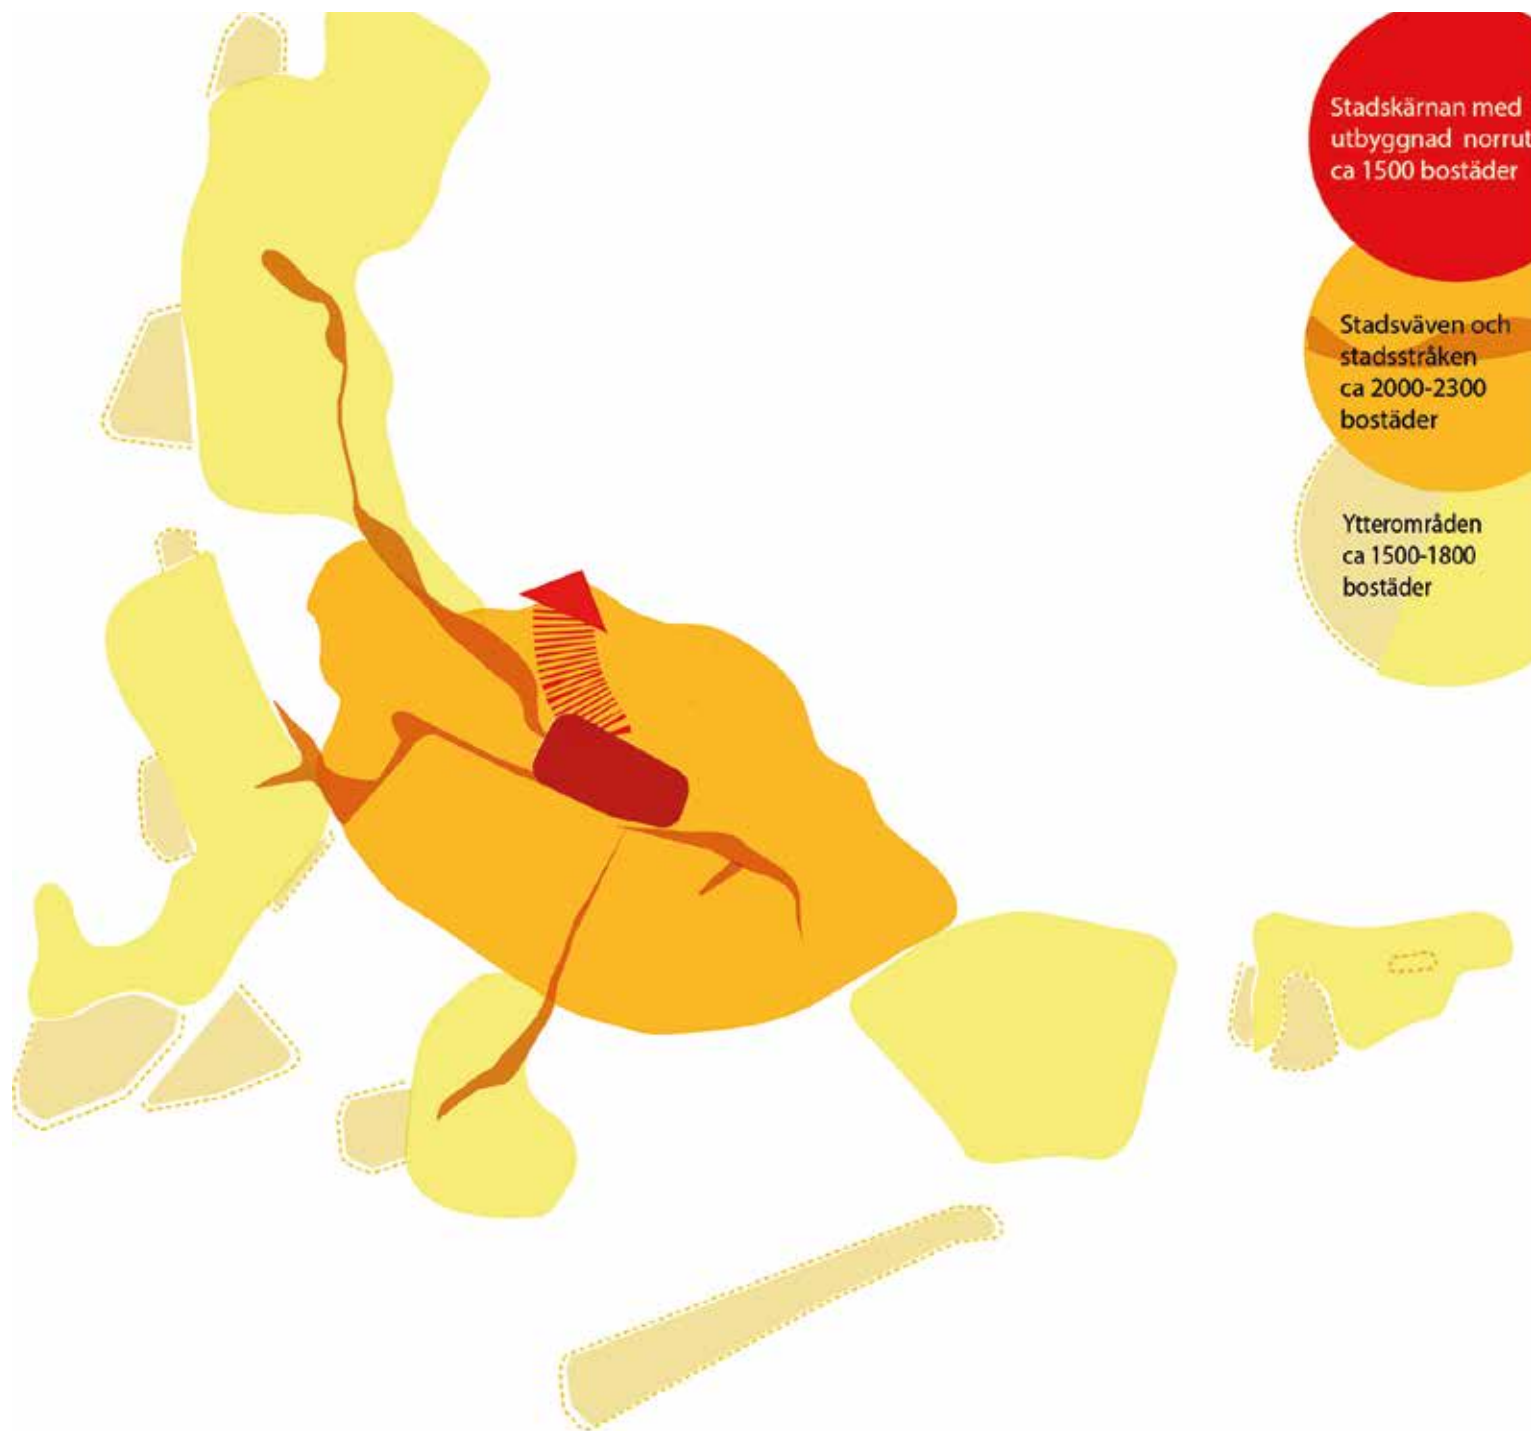 Stadskärnan med
utbyggnad norrut
ca 1500 bostäder
Stadsväven och
stadsstråken
ca 2000-2300
bostäder
Ytterområden
ca 1500-1800
bostäder